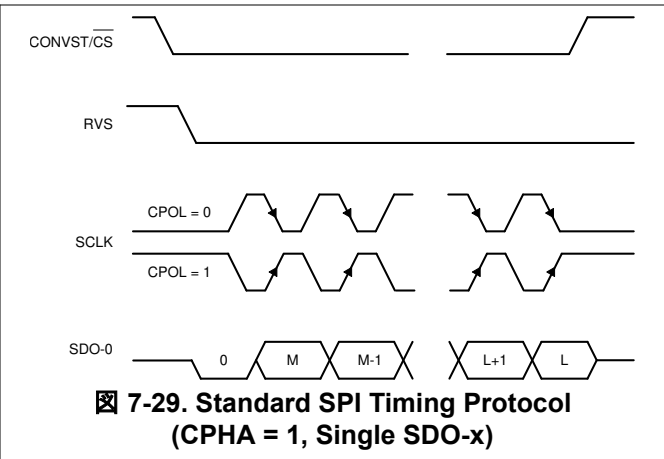 CONVST/CS
RVS
CPOL = 0
SCLK
CPOL = 1
SDO-0
0
M
M-1
L+1
L
図 7-29. Standard SPI Timing Protocol
(CPHA = 1, Single SDO-x)